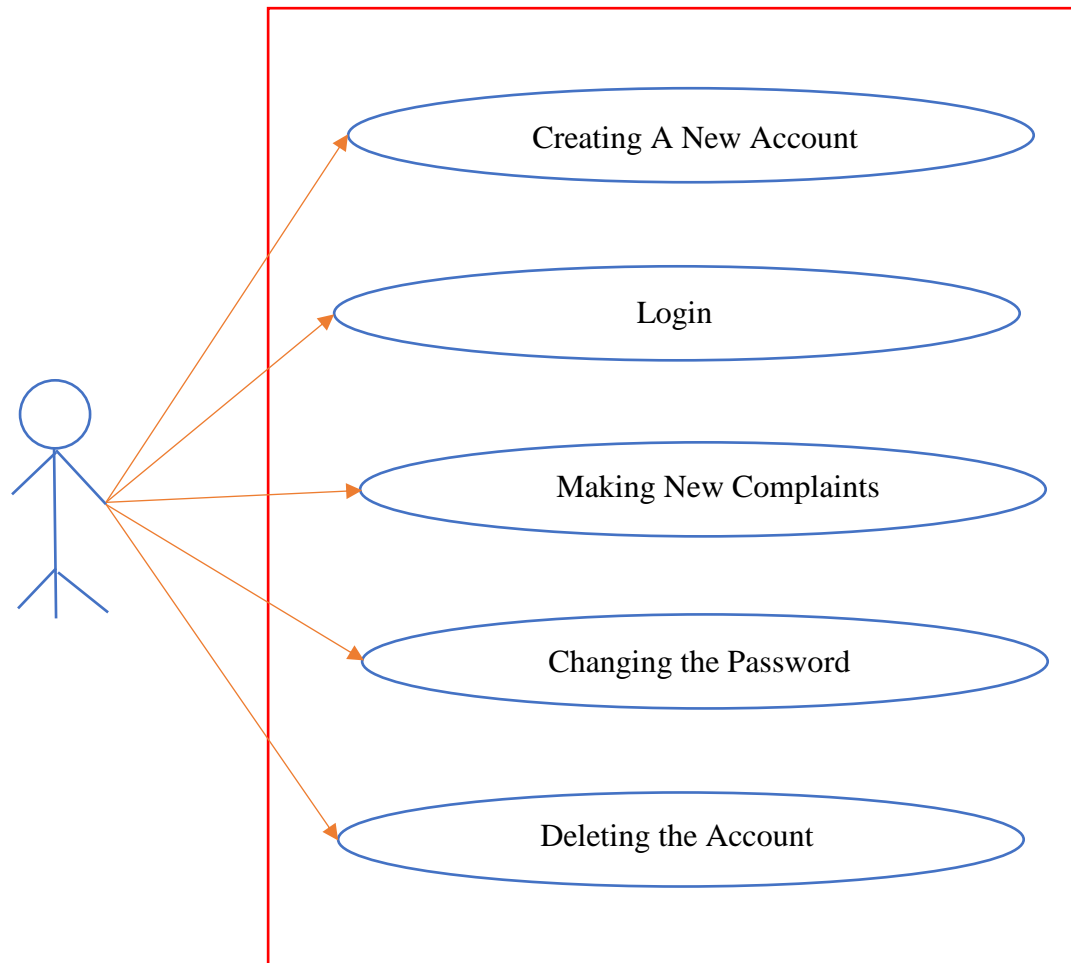 Creating A New Account
Login
Making New Complaints
Changing the Password
Deleting the Account